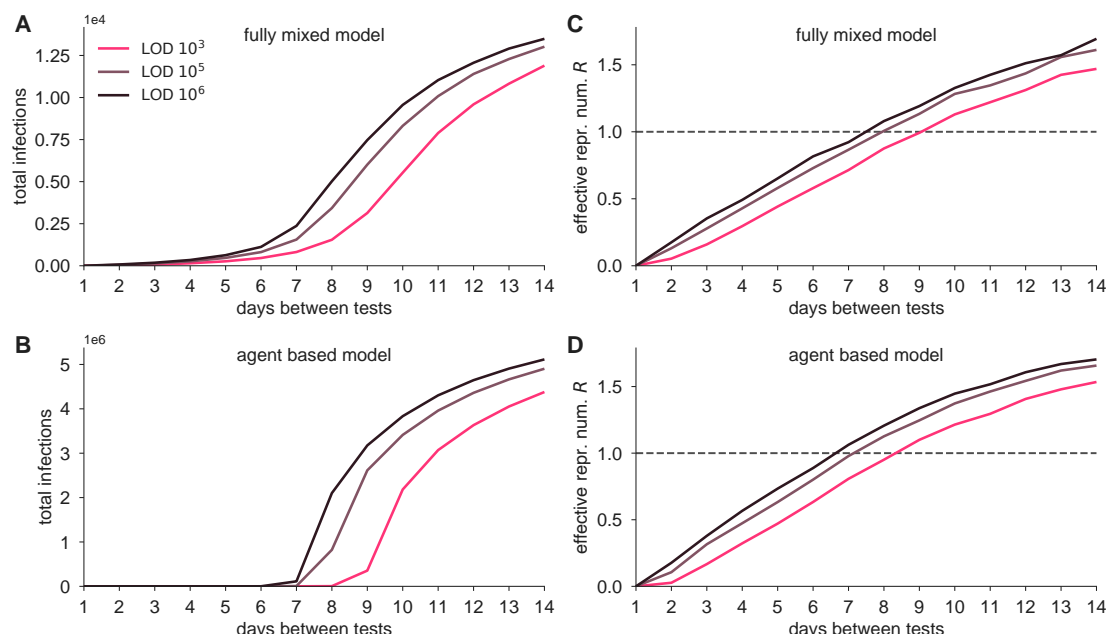 A
1e4
fully mixed model
LOD 10³
LOD 10⁵
LOD 10⁶
total infections
1.25
1.00
0.75
0.50
0.25
0.00
1 2 3 4 5 6 7 8 9 10 11 12 13 14
days between tests
C
fully mixed model
effective repr. num. R
1.5
1.0
0.5
0.0
1 2 3 4 5 6 7 8 9 10 11 12 13 14
days between tests
B
1e6
agent based model
total infections
5
4
3
2
1
0
1 2 3 4 5 6 7 8 9 10 11 12 13 14
days between tests
D
agent based model
effective repr. num. R
1.5
1.0
0.5
0.0
1 2 3 4 5 6 7 8 9 10 11 12 13 14
days between tests